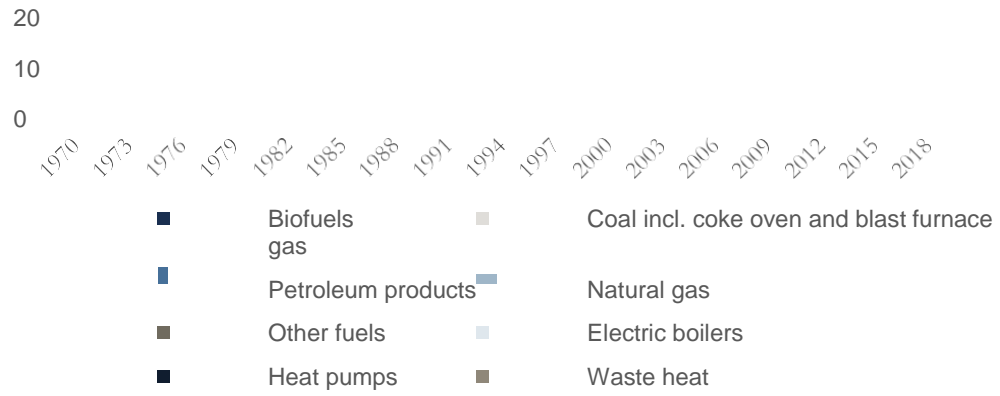 20
10
0
1970 1973 1976 1979 1982 1985 1988 1991 1994 1997 2000 2003 2006 2009 2012 2015 2018
Biofuels Coal incl. coke oven and blast furnace
gas
Petroleum products Natural gas
Other fuels Electric boilers
Heat pumps Waste heat